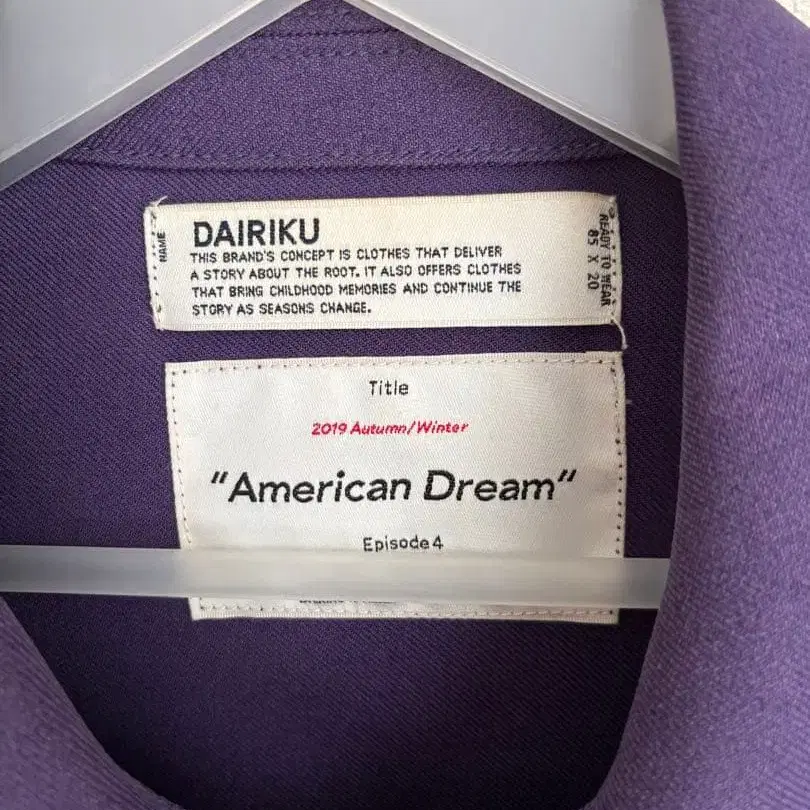 NAME
DAIRIKU
THIS BRAND'S CONCEPT IS CLOTHES THAT DELIVER
A STORY ABOUT THE ROOT. IT ALSO OFFERS CLOTHES
THAT BRING CHILDHOOD MEMORIES AND CONTINUE THE
STORY AS SEASONS CHANGE.
READY TO WEAR
85 X 20
Title
2019 Autumn/Winter
"American Dream"
Episode 4